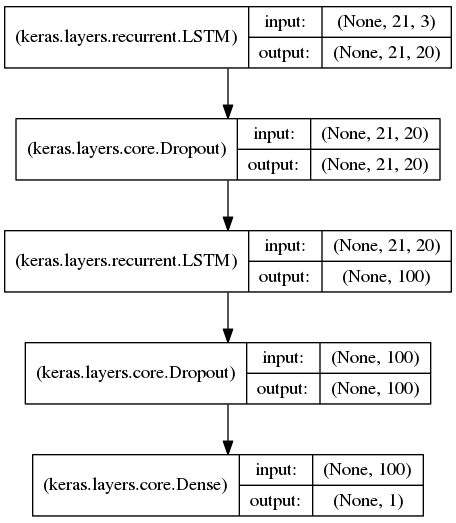 (keras.layers.recurrent.LSTM) input: (None, 21, 3)
output: (None, 21, 20)
(keras.layers.core.Dropout) input: (None, 21, 20)
output: (None, 21, 20)
(keras.layers.recurrent.LSTM) input: (None, 21, 20)
output: (None, 100)
(keras.layers.core.Dropout) input: (None, 100)
output: (None, 100)
(keras.layers.core.Dense) input: (None, 100)
output: (None, 1)